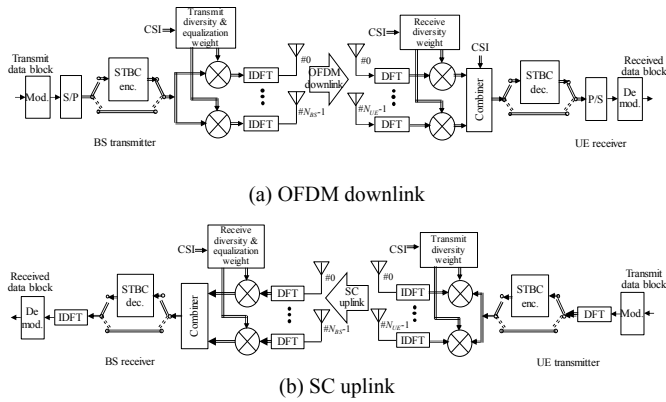 Transmit
data block
Mod.
S/P
STBC
enc.
CSI
Transmit
diversity &
equalization
weight
IDFT
#0
IDFT
#N_BS-1
BS transmitter
OFDM
downlink
#0
DFT
#N_UE-1
DFT
CSI
Receive
diversity
weight
CSI
Combiner
STBC
dec.
P/S
Received
data block
De
mod.
UE receiver
(a) OFDM downlink
Received
data block
De
mod.
IDFT
STBC
dec.
Combiner
CSI
Receive
diversity &
equalization
weight
DFT
#0
DFT
#N_BS-1
BS receiver
SC
uplink
#0
IDFT
#N_UE-1
IDFT
CSI
Transmit
diversity
weight
STBC
enc.
DFT
Transmit
data block
Mod.
UE transmitter
(b) SC uplink